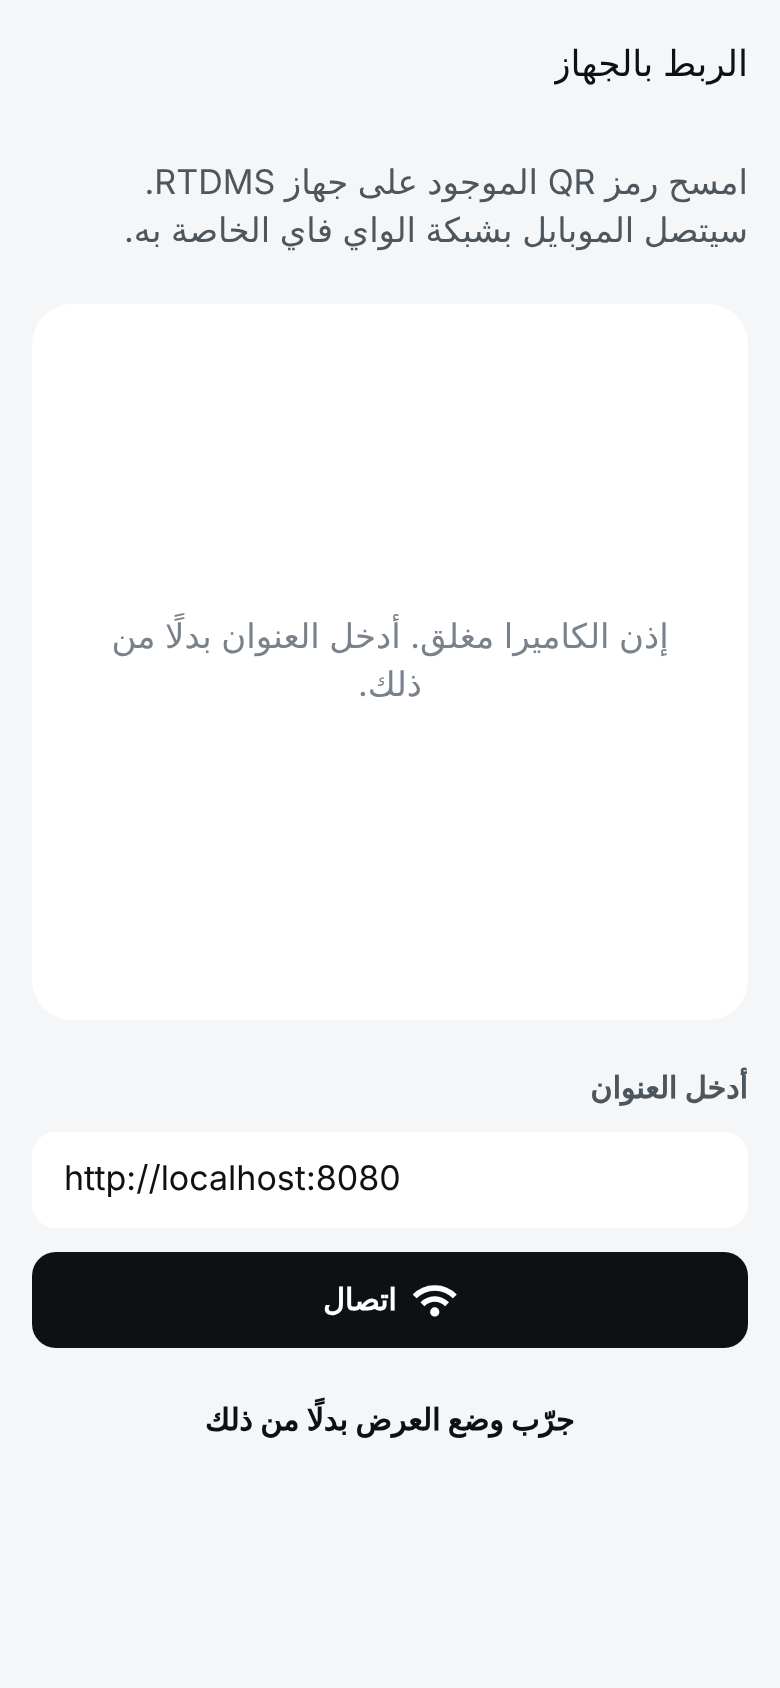 الربط بالجهاز
امسح رمز QR الموجود على جهاز RTDMS.
سيتصل الموبايل بشبكة الواي فاي الخاصة به.
إذن الكاميرا مغلق. أدخل العنوان بدلًا من
ذلك.
أدخل العنوان
http://localhost:8080
اتصال
جرّب وضع العرض بدلًا من ذلك